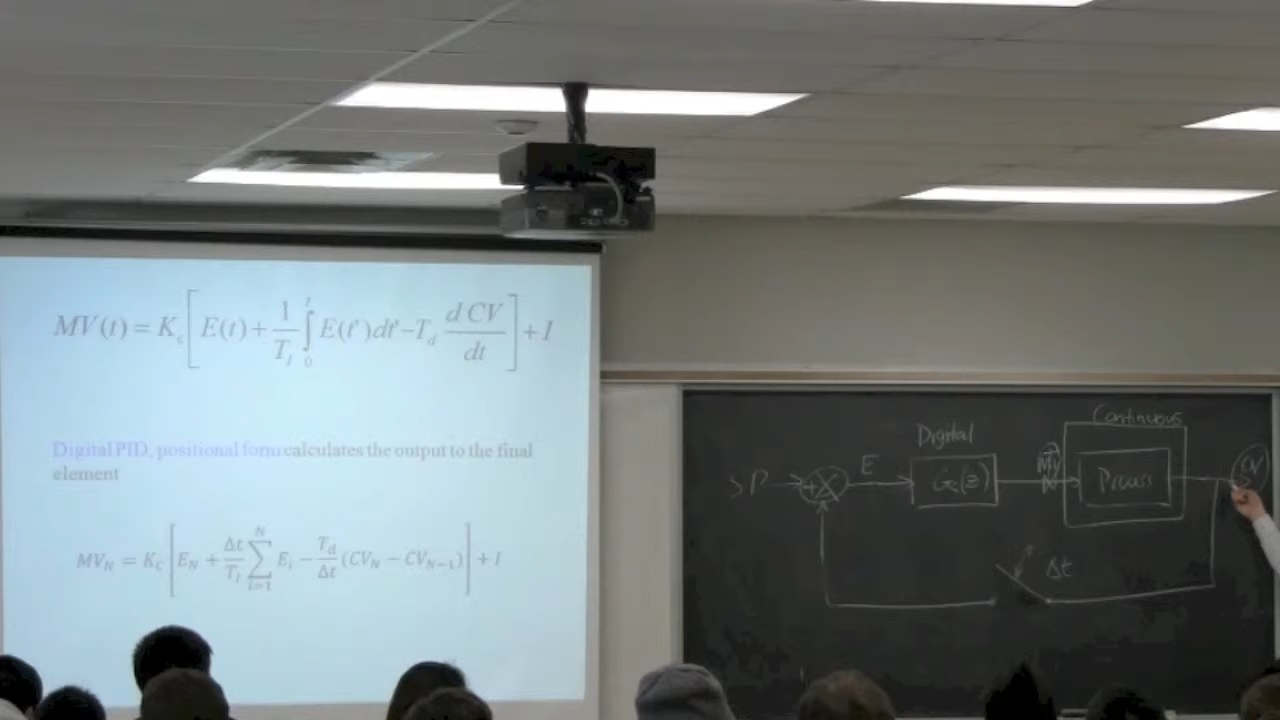 MV(t) = K_c [ E(t) + 1/T_I ∫_0^t E(t')dt' − T_d dCV/dt ] + I
Digital PID, positional form calculates the output to the final
element
MV_N = K_C [ E_N + Δt/T_I ∑_{i=1}^N E_i − T_d/Δt (CV_N − CV_{N−1}) ] + I
Continuous
Digital
SP
E
Gc(z)
MV
Process
CV
Δt